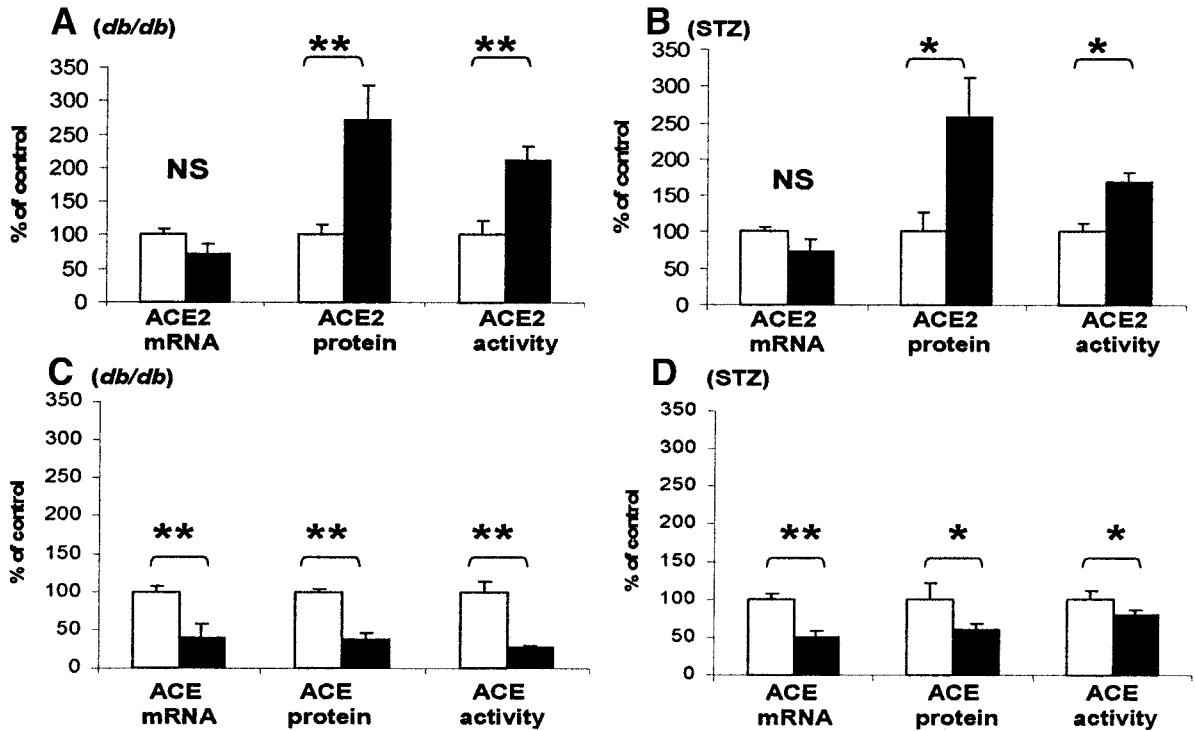 A (db/db)
** **
% of control
350
300
250
200
150
100
50
0
NS
ACE2 mRNA
ACE2 protein
ACE2 activity
B (STZ)
* *
% of control
350
300
250
200
150
100
50
0
NS
ACE2 mRNA
ACE2 protein
ACE2 activity
C (db/db)
% of control
350
300
250
200
150
100
50
0
** ** **
ACE mRNA
ACE protein
ACE activity
D (STZ)
% of control
350
300
250
200
150
100
50
0
** * *
ACE mRNA
ACE protein
ACE activity